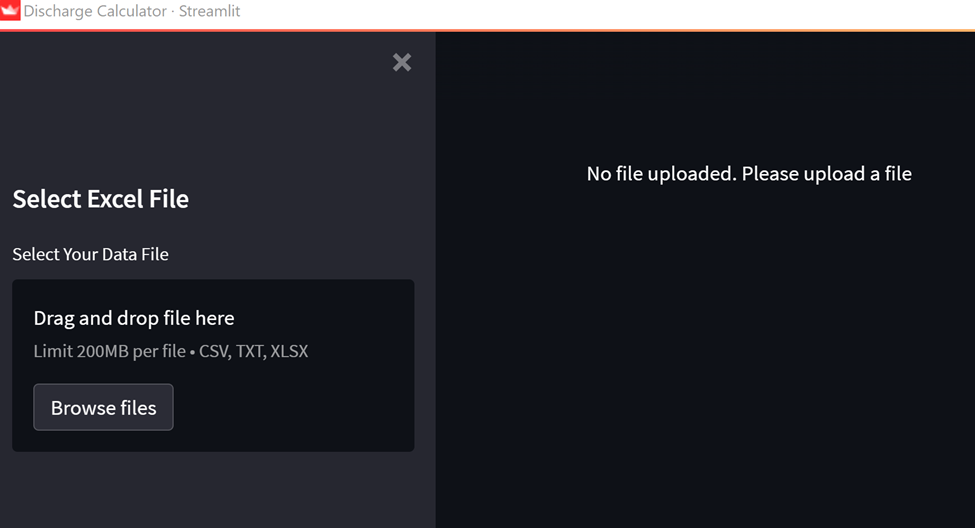 Discharge Calculator · Streamlit
Select Excel File
Select Your Data File
Drag and drop file here
Limit 200MB per file • CSV, TXT, XLSX
Browse files
No file uploaded. Please upload a file